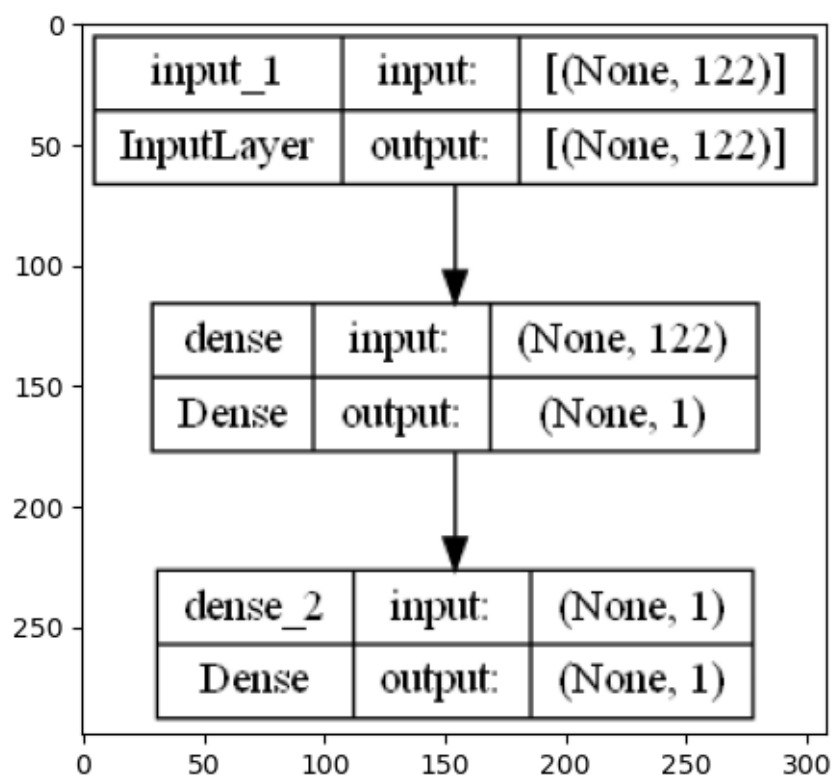 0
50
100
150
200
250
input_1 input: [(None, 122)]
InputLayer output: [(None, 122)]
dense input: (None, 122)
Dense output: (None, 1)
dense_2 input: (None, 1)
Dense output: (None, 1)
0 50 100 150 200 250 300